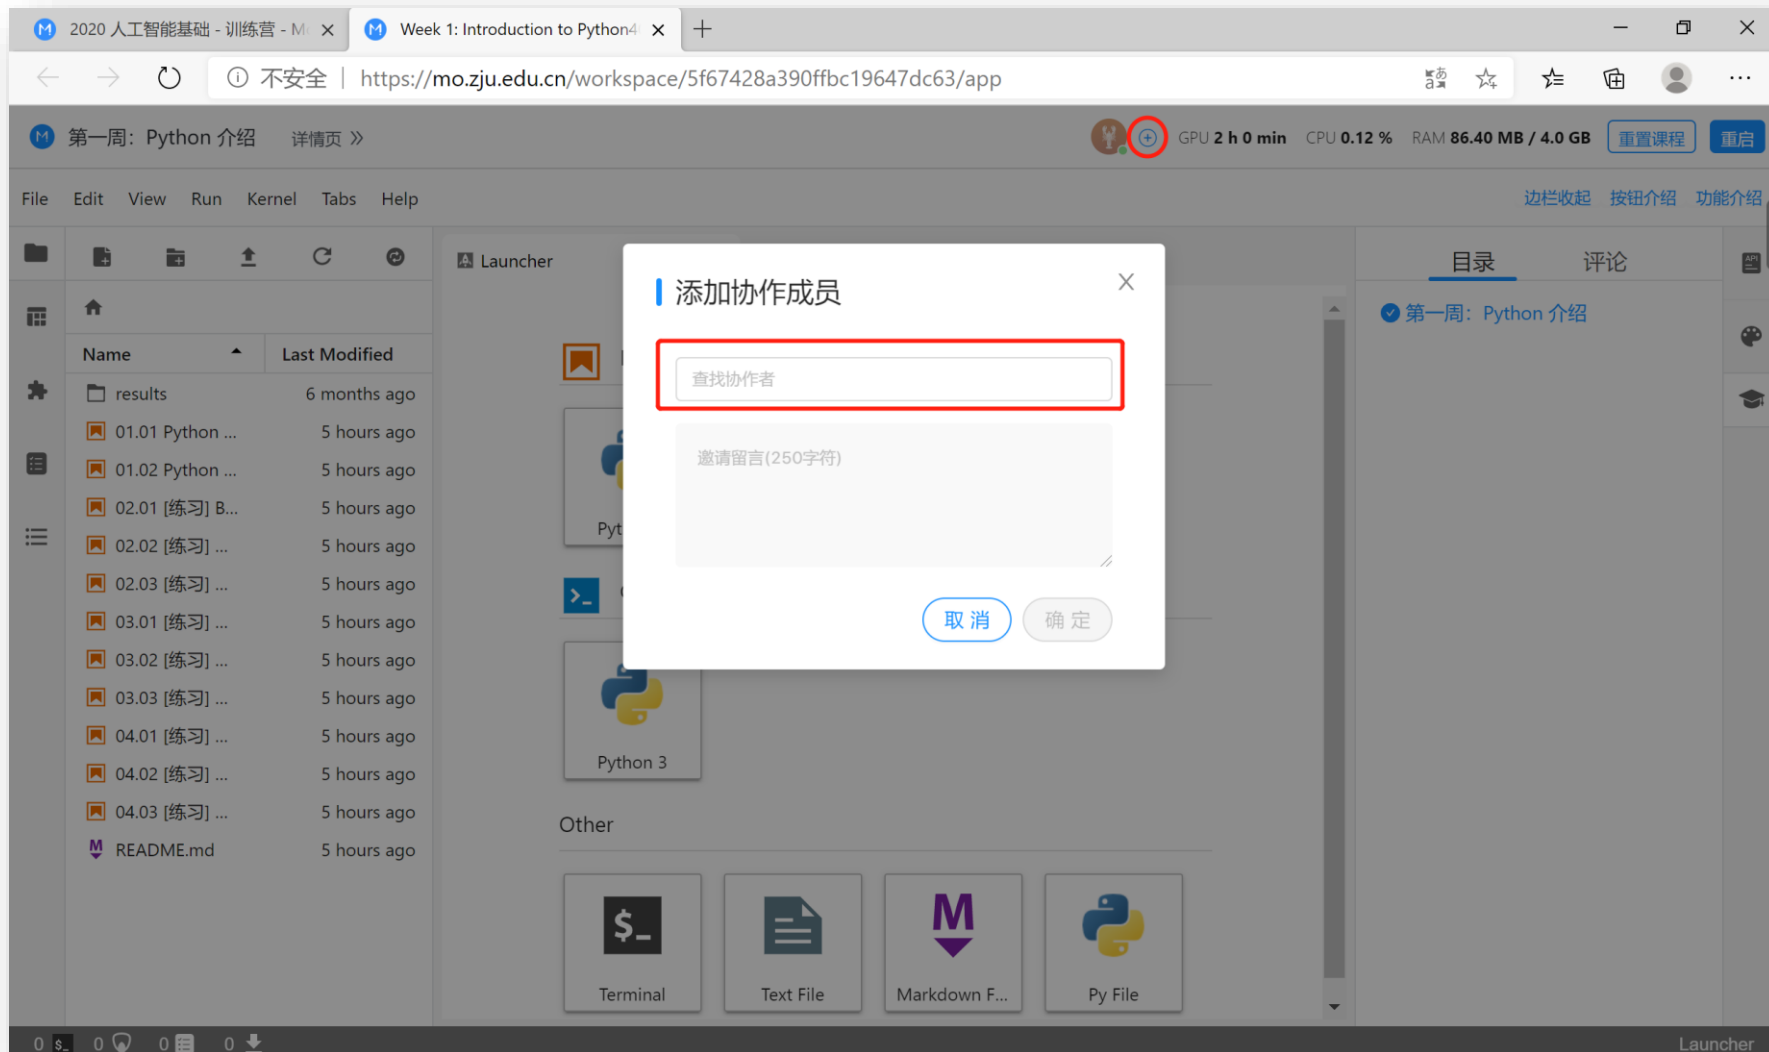 2020 人工智能基础 - 训练营 - M
Week 1: Introduction to Python4
不安全 | https://mo.zju.edu.cn/workspace/5f67428a390ffbc19647dc63/app
第一周：Python 介绍 详情页
GPU 2 h 0 min CPU 0.12 % RAM 86.40 MB / 4.0 GB 重置课程 重启
File Edit View Run Kernel Tabs Help
边栏收起 按钮介绍 功能介绍
Launcher
Name Last Modified
results 6 months ago
01.01 Python ... 5 hours ago
01.02 Python ... 5 hours ago
02.01 [练习] B... 5 hours ago
02.02 [练习] ... 5 hours ago
02.03 [练习] ... 5 hours ago
03.01 [练习] ... 5 hours ago
03.02 [练习] ... 5 hours ago
03.03 [练习] ... 5 hours ago
04.01 [练习] ... 5 hours ago
04.02 [练习] ... 5 hours ago
04.03 [练习] ... 5 hours ago
README.md 5 hours ago
添加协作成员
查找协作者
邀请留言(250字符)
取 消 确 定
Pyt
Python 3
Other
Terminal Text File Markdown F... Py File
目录 评论
第一周：Python 介绍
API
0 $_ 0 0 0
Launcher